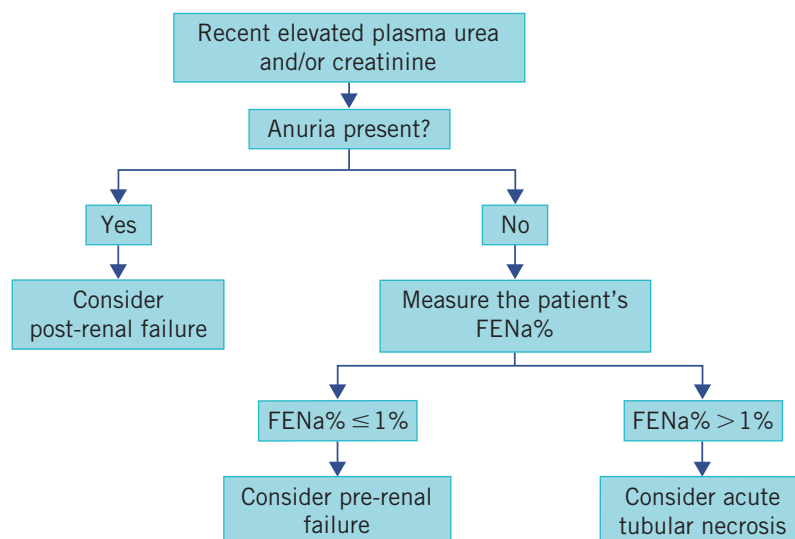 Recent elevated plasma urea
and/or creatinine
Anuria present?
Yes
No
Consider
post-renal failure
Measure the patient's
FENa%
FENa% ≤ 1%
FENa% > 1%
Consider pre-renal
failure
Consider acute
tubular necrosis